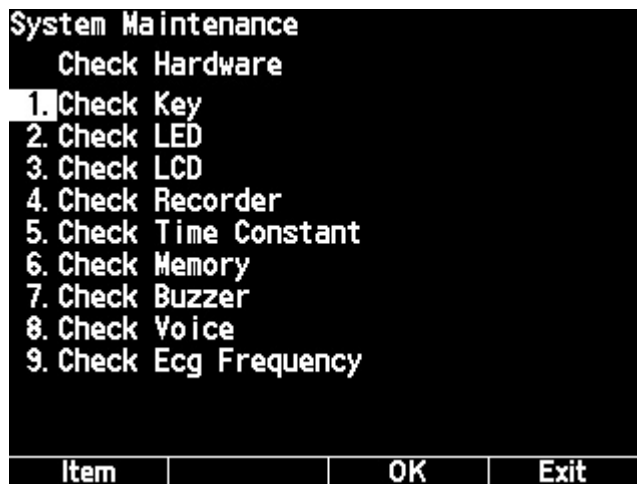 System Maintenance
Check Hardware
1. Check Key
2. Check LED
3. Check LCD
4. Check Recorder
5. Check Time Constant
6. Check Memory
7. Check Buzzer
8. Check Voice
9. Check Ecg Frequency
Item OK Exit